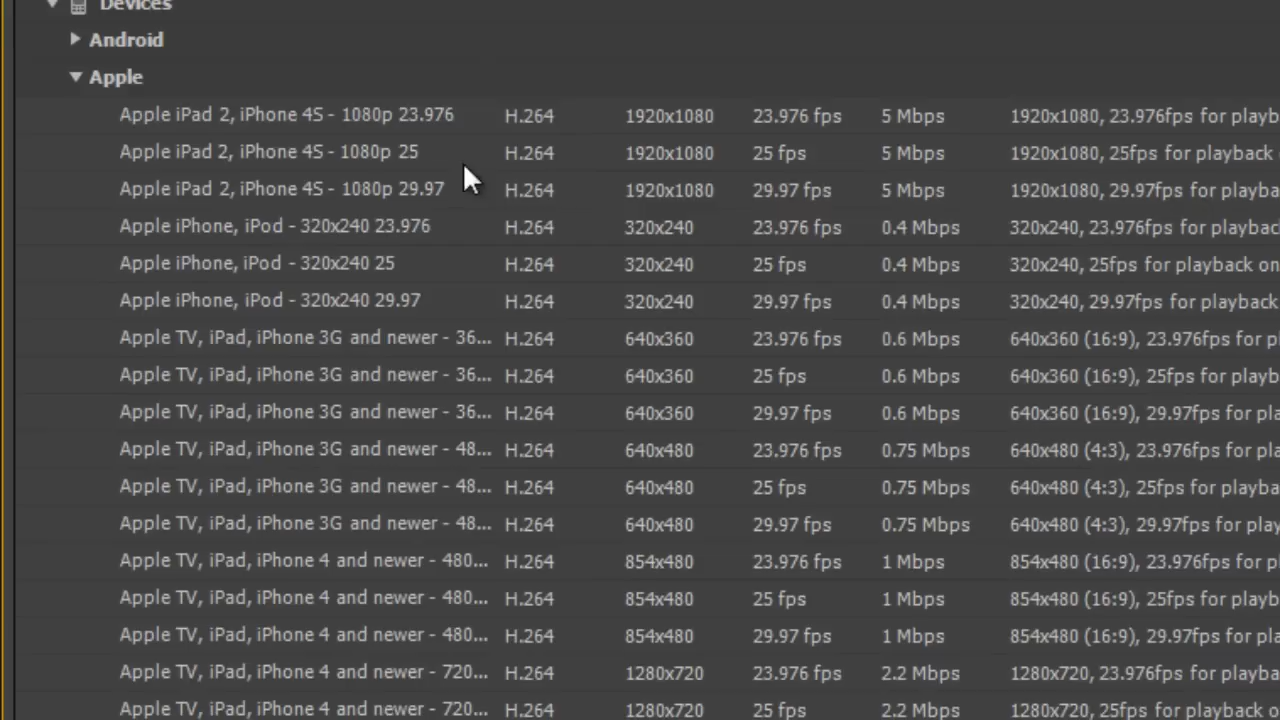 Devices
Android
Apple
Apple iPad 2, iPhone 4S - 1080p 23.976 H.264 1920x1080 23.976 fps 5 Mbps 1920x1080, 23.976fps for playb
Apple iPad 2, iPhone 4S - 1080p 25 H.264 1920x1080 25 fps 5 Mbps 1920x1080, 25fps for playback
Apple iPad 2, iPhone 4S - 1080p 29.97 H.264 1920x1080 29.97 fps 5 Mbps 1920x1080, 29.97fps for playba
Apple iPhone, iPod - 320x240 23.976 H.264 320x240 23.976 fps 0.4 Mbps 320x240, 23.976fps for playback
Apple iPhone, iPod - 320x240 25 H.264 320x240 25 fps 0.4 Mbps 320x240, 25fps for playback on
Apple iPhone, iPod - 320x240 29.97 H.264 320x240 29.97 fps 0.4 Mbps 320x240, 29.97fps for playback
Apple TV, iPad, iPhone 3G and newer - 36... H.264 640x360 23.976 fps 0.6 Mbps 640x360 (16:9), 23.976fps for p
Apple TV, iPad, iPhone 3G and newer - 36... H.264 640x360 25 fps 0.6 Mbps 640x360 (16:9), 25fps for playb
Apple TV, iPad, iPhone 3G and newer - 36... H.264 640x360 29.97 fps 0.6 Mbps 640x360 (16:9), 29.97fps for pl
Apple TV, iPad, iPhone 3G and newer - 48... H.264 640x480 23.976 fps 0.75 Mbps 640x480 (4:3), 23.976fps for pla
Apple TV, iPad, iPhone 3G and newer - 48... H.264 640x480 25 fps 0.75 Mbps 640x480 (4:3), 25fps for playba
Apple TV, iPad, iPhone 3G and newer - 48... H.264 640x480 29.97 fps 0.75 Mbps 640x480 (4:3), 29.97fps for play
Apple TV, iPad, iPhone 4 and newer - 480... H.264 854x480 23.976 fps 1 Mbps 854x480 (16:9), 23.976fps for p
Apple TV, iPad, iPhone 4 and newer - 480... H.264 854x480 25 fps 1 Mbps 854x480 (16:9), 25fps for playb
Apple TV, iPad, iPhone 4 and newer - 480... H.264 854x480 29.97 fps 1 Mbps 854x480 (16:9), 29.97fps for pla
Apple TV, iPad, iPhone 4 and newer - 720... H.264 1280x720 23.976 fps 2.2 Mbps 1280x720, 23.976fps for playba
Apple TV, iPad, iPhone 4 and newer - 720... H.264 1280x720 25 fps 2.2 Mbps 1280x720, 25fps for playback o